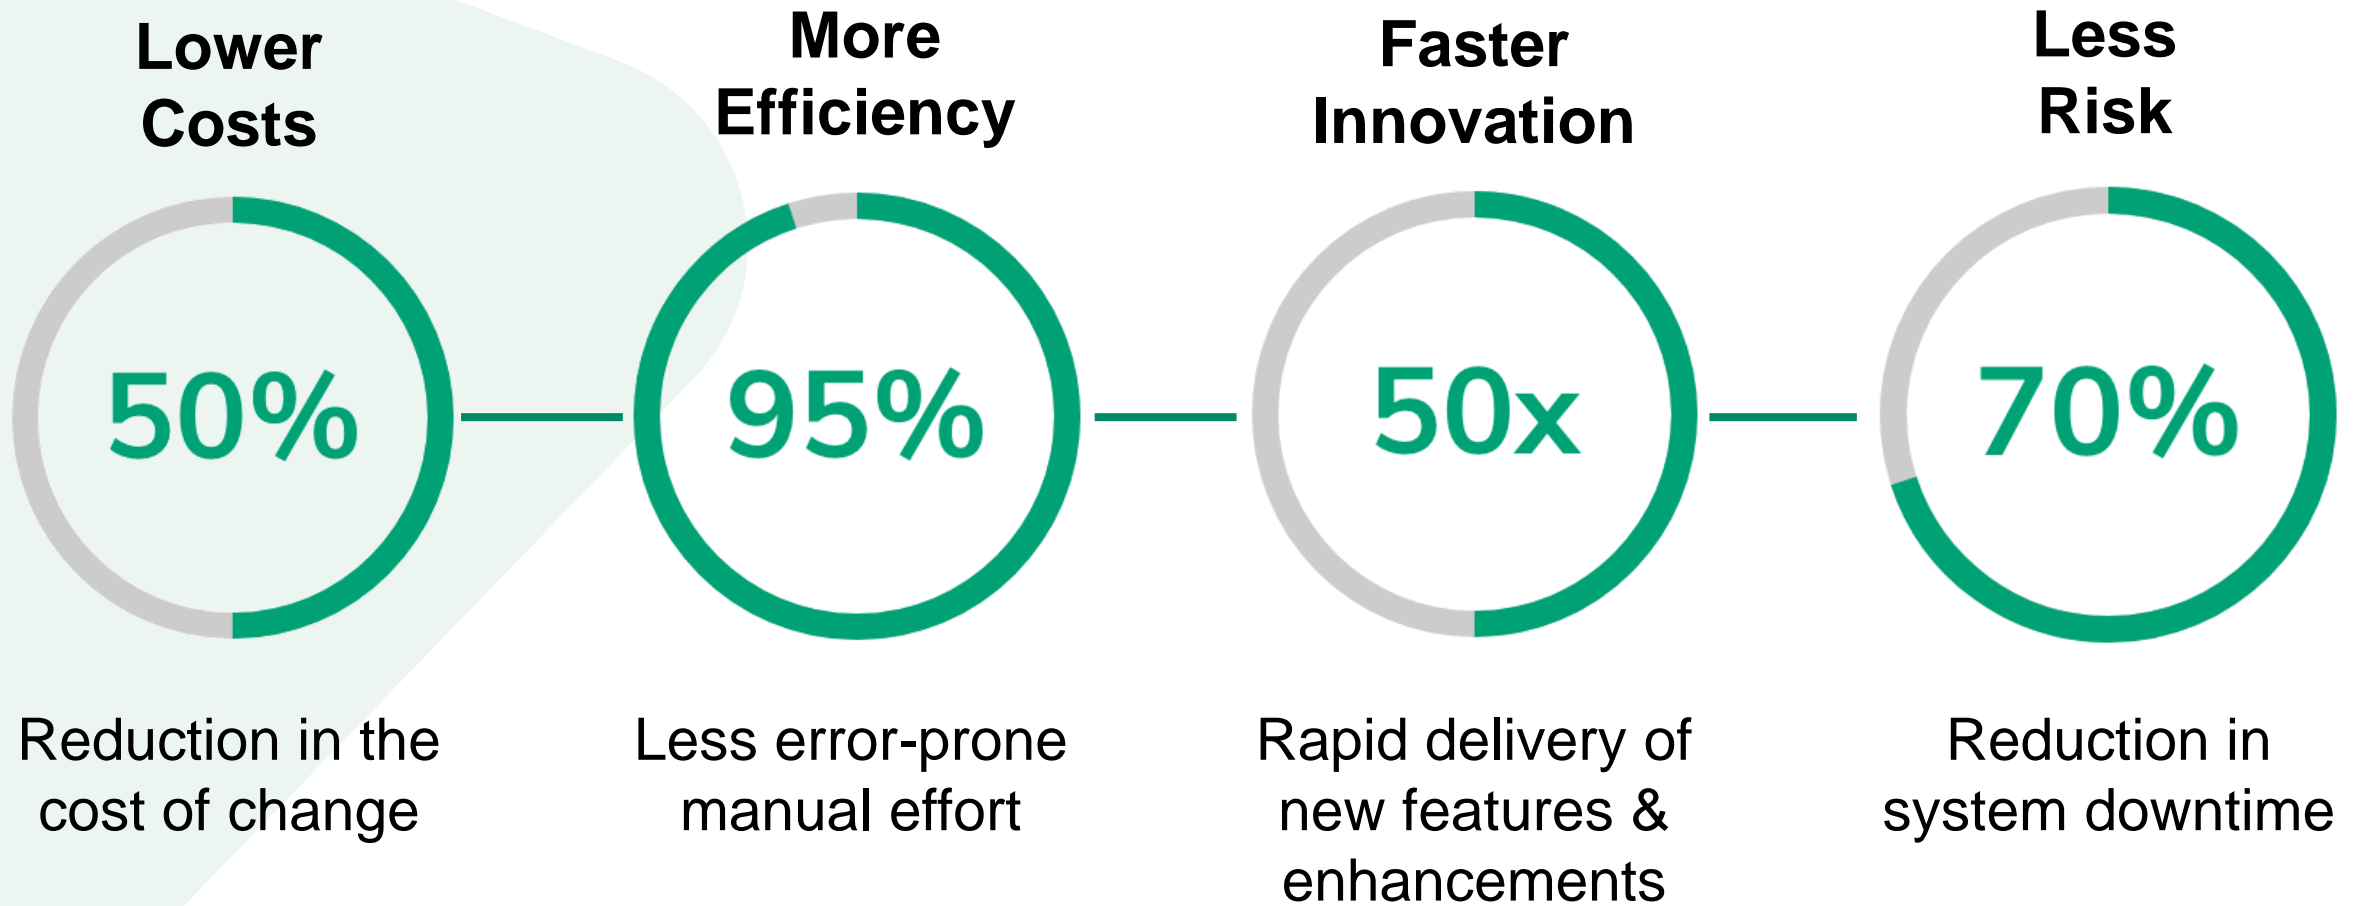 Lower
Costs
50%
Reduction in the
cost of change
More
Efficiency
95%
Less error-prone
manual effort
Faster
Innovation
50x
Rapid delivery of
new features &
enhancements
Less
Risk
70%
Reduction in
system downtime